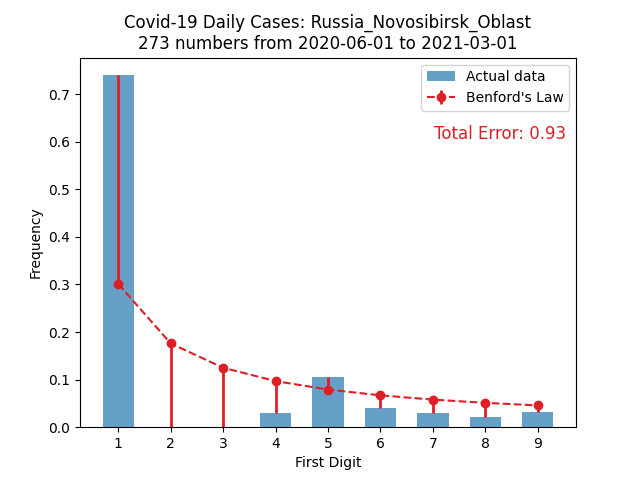 Covid-19 Daily Cases: Russia_Novosibirsk_Oblast
273 numbers from 2020-06-01 to 2021-03-01
Actual data
Benford's Law
Total Error: 0.93
Frequency
0.7
0.6
0.5
0.4
0.3
0.2
0.1
0.0
1 2 3 4 5 6 7 8 9
First Digit